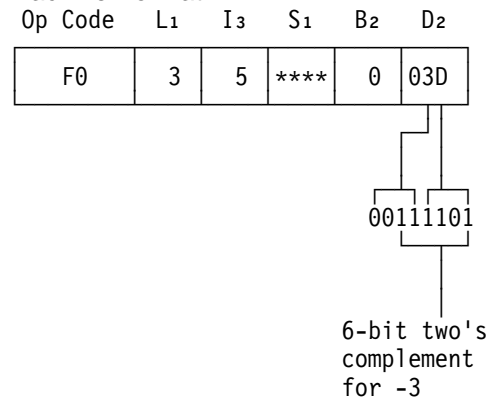 Op Code L₁ I₃ S₁ B₂ D₂
F0 3 5 **** 0 03D
00111101
6-bit two's
complement
for -3